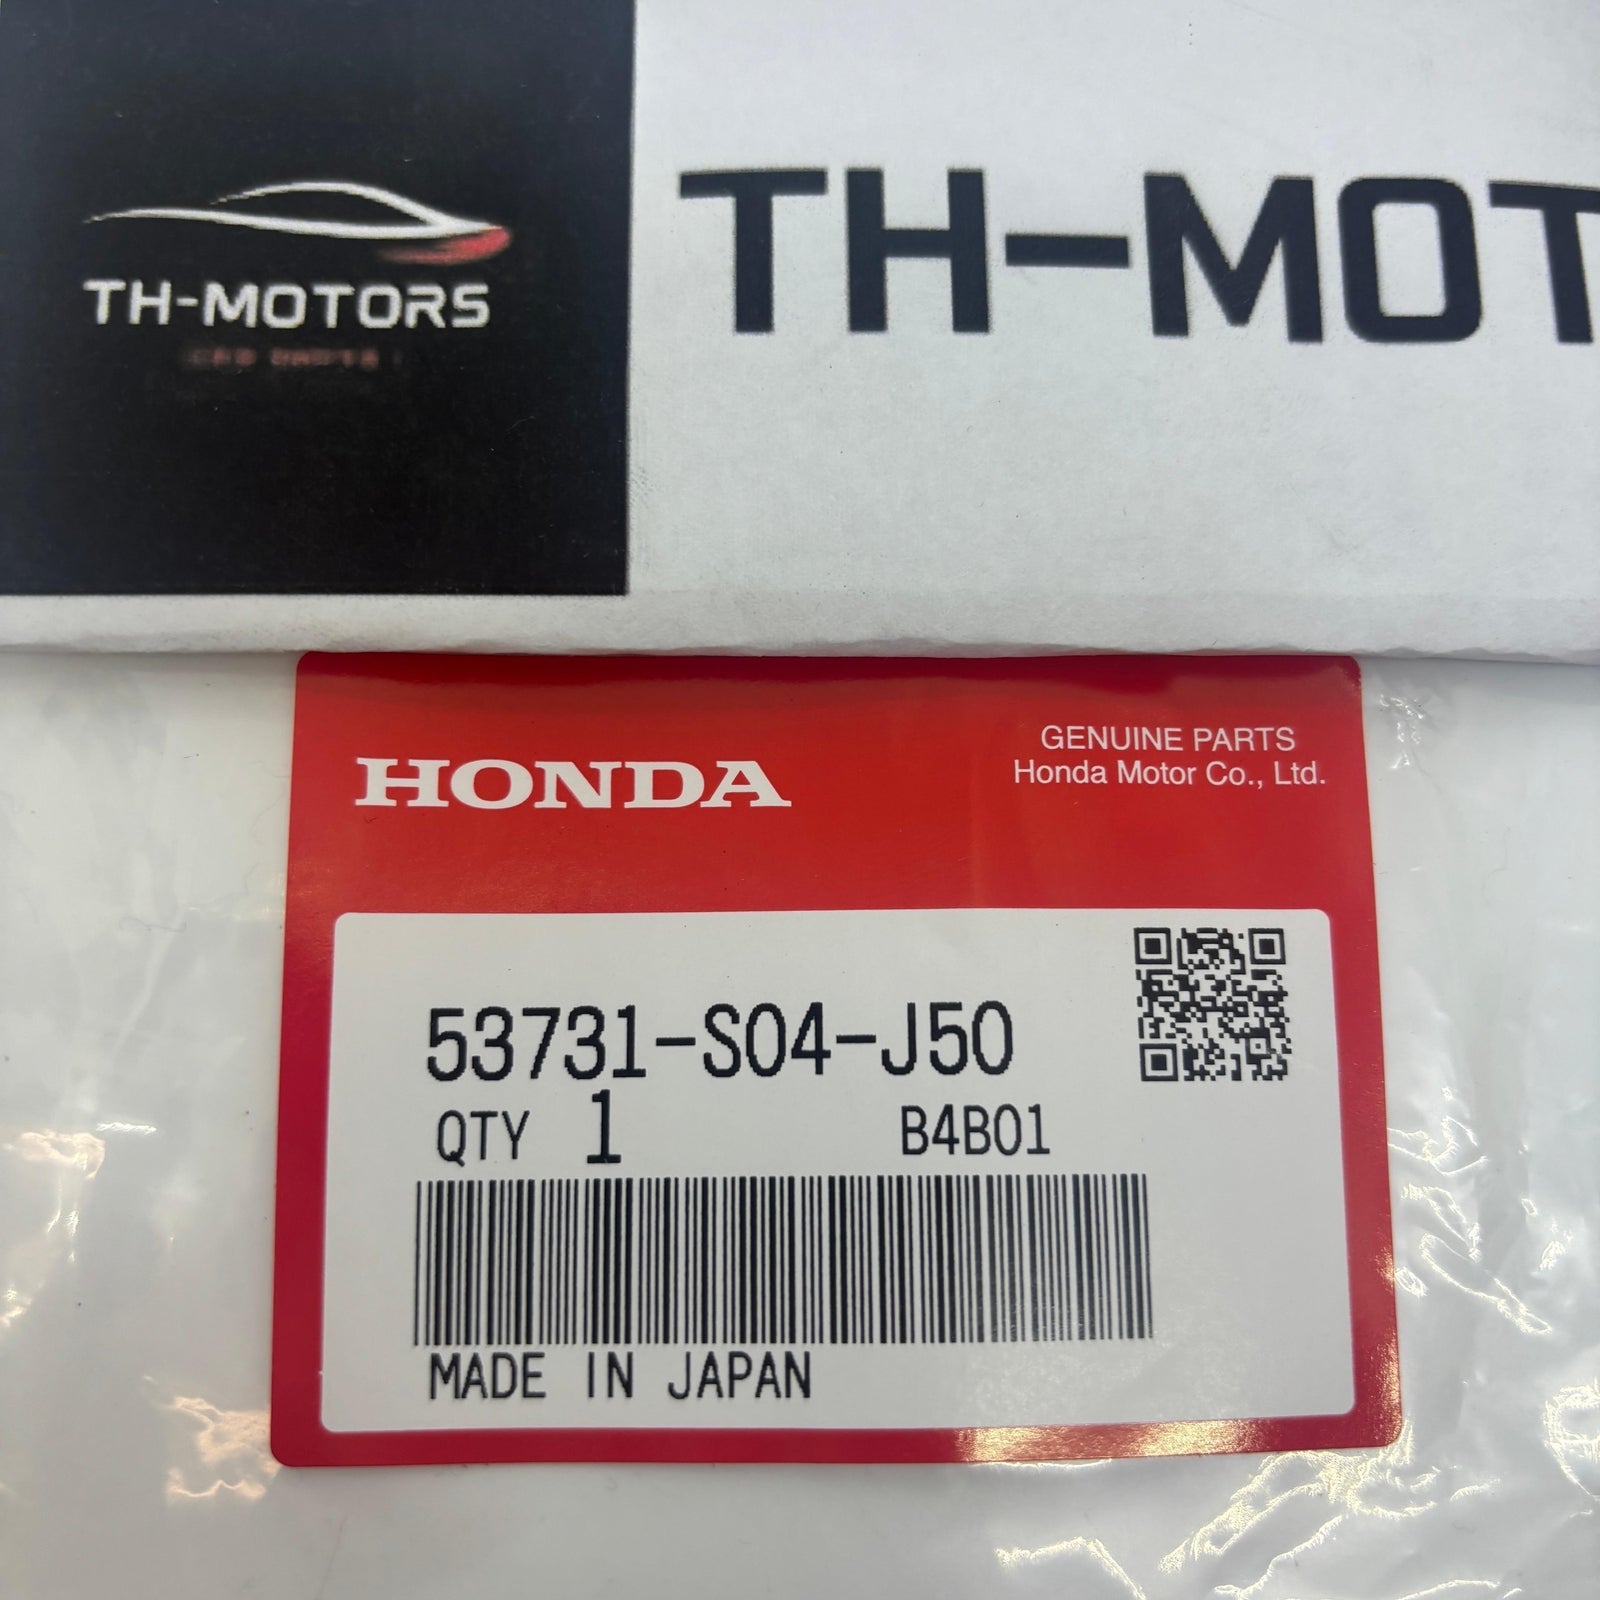 TH-MOTORS
TH-MOT
HONDA
GENUINE PARTS
Honda Motor Co., Ltd.
53731-S04-J50
QTY 1 B4B01
MADE IN JAPAN